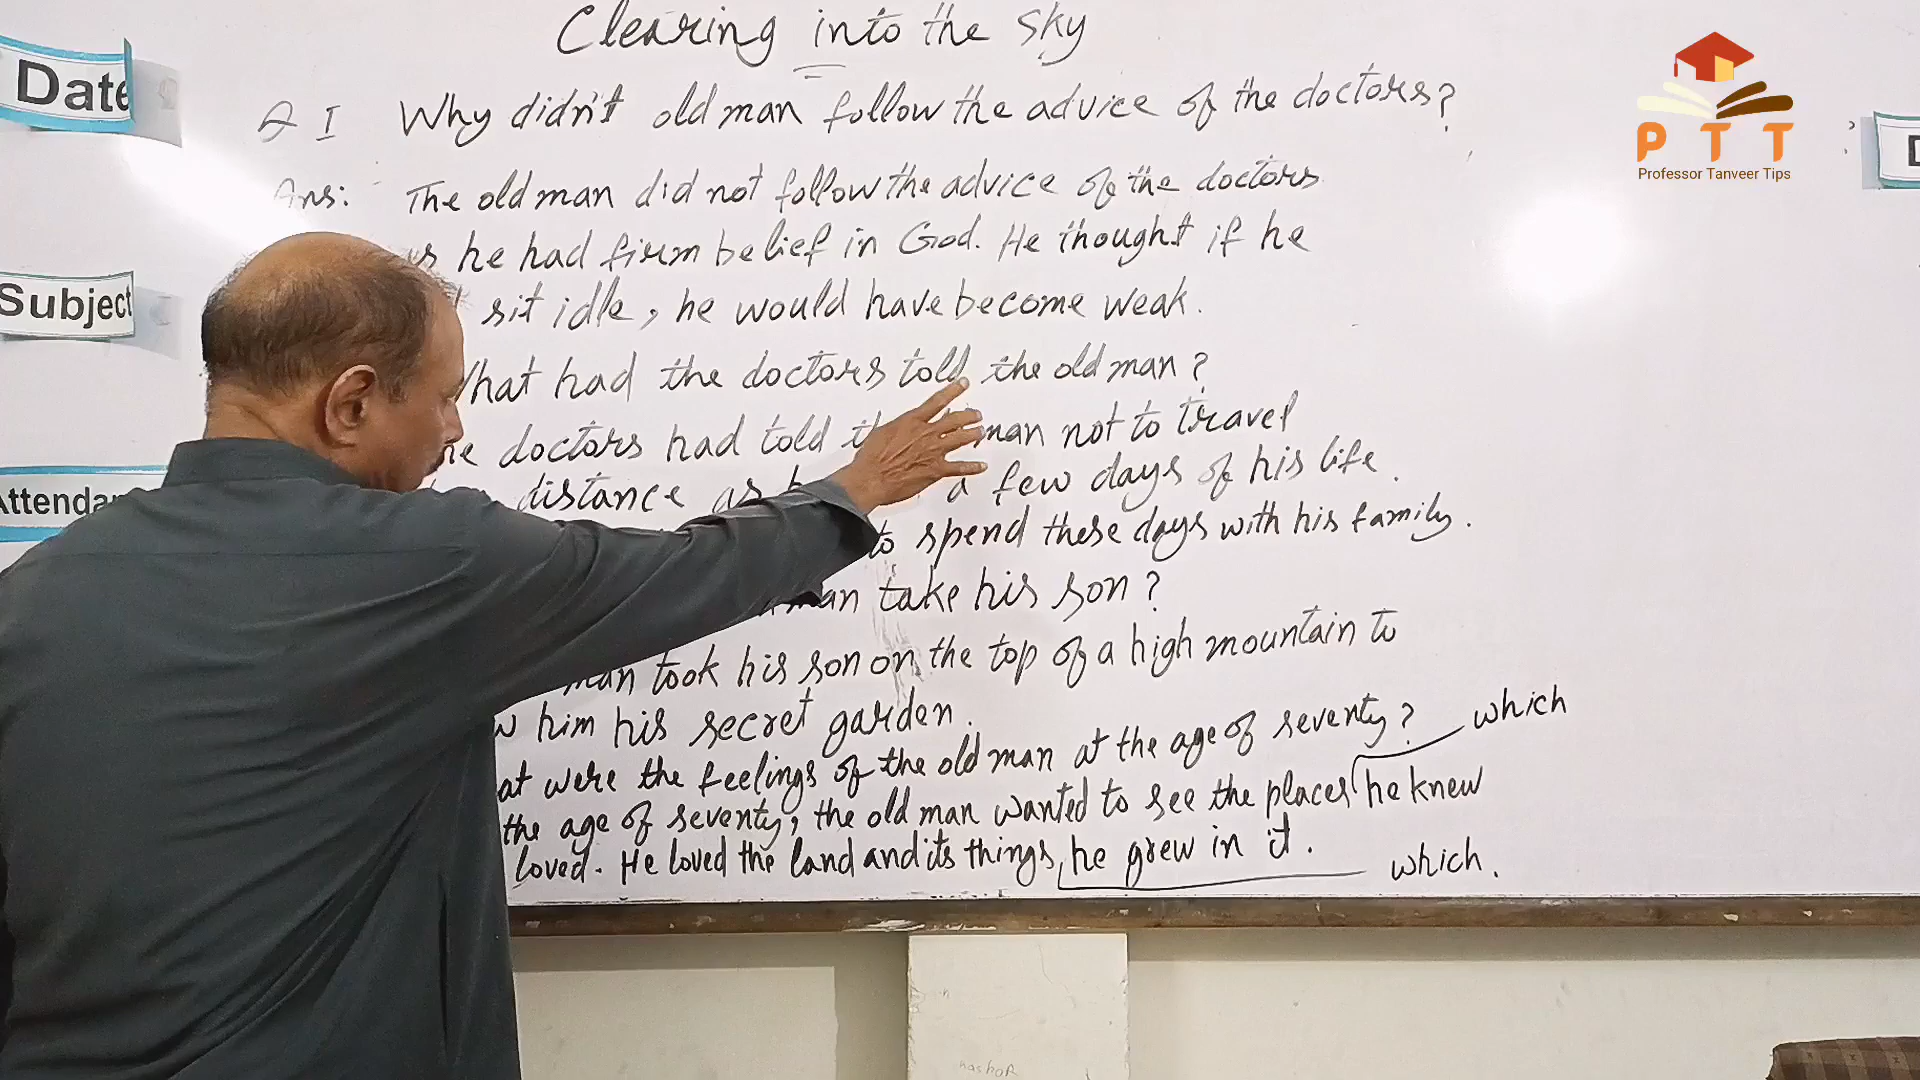 Clearing into the sky
Date
Q I Why didn't old man follow the advice of the doctors?
P T T
Professor Tanveer Tips
D
Ans: The old man did not follow the advice of the doctors
he had firm belief in God. He thought if he
Subject
sit idle, he would have become weak.
What had the doctors told the old man?
doctors had told man not to travel
Attendan
distance as a few days of his life.
to spend these days with his family.
man take his son?
man took his son on the top of a high mountain to
him his secret garden.
at were the feelings of the old man at the age of seventy? which
the age of seventy, the old man wanted to see the places he knew
loved. He loved the land and its things, he grew in it. which.